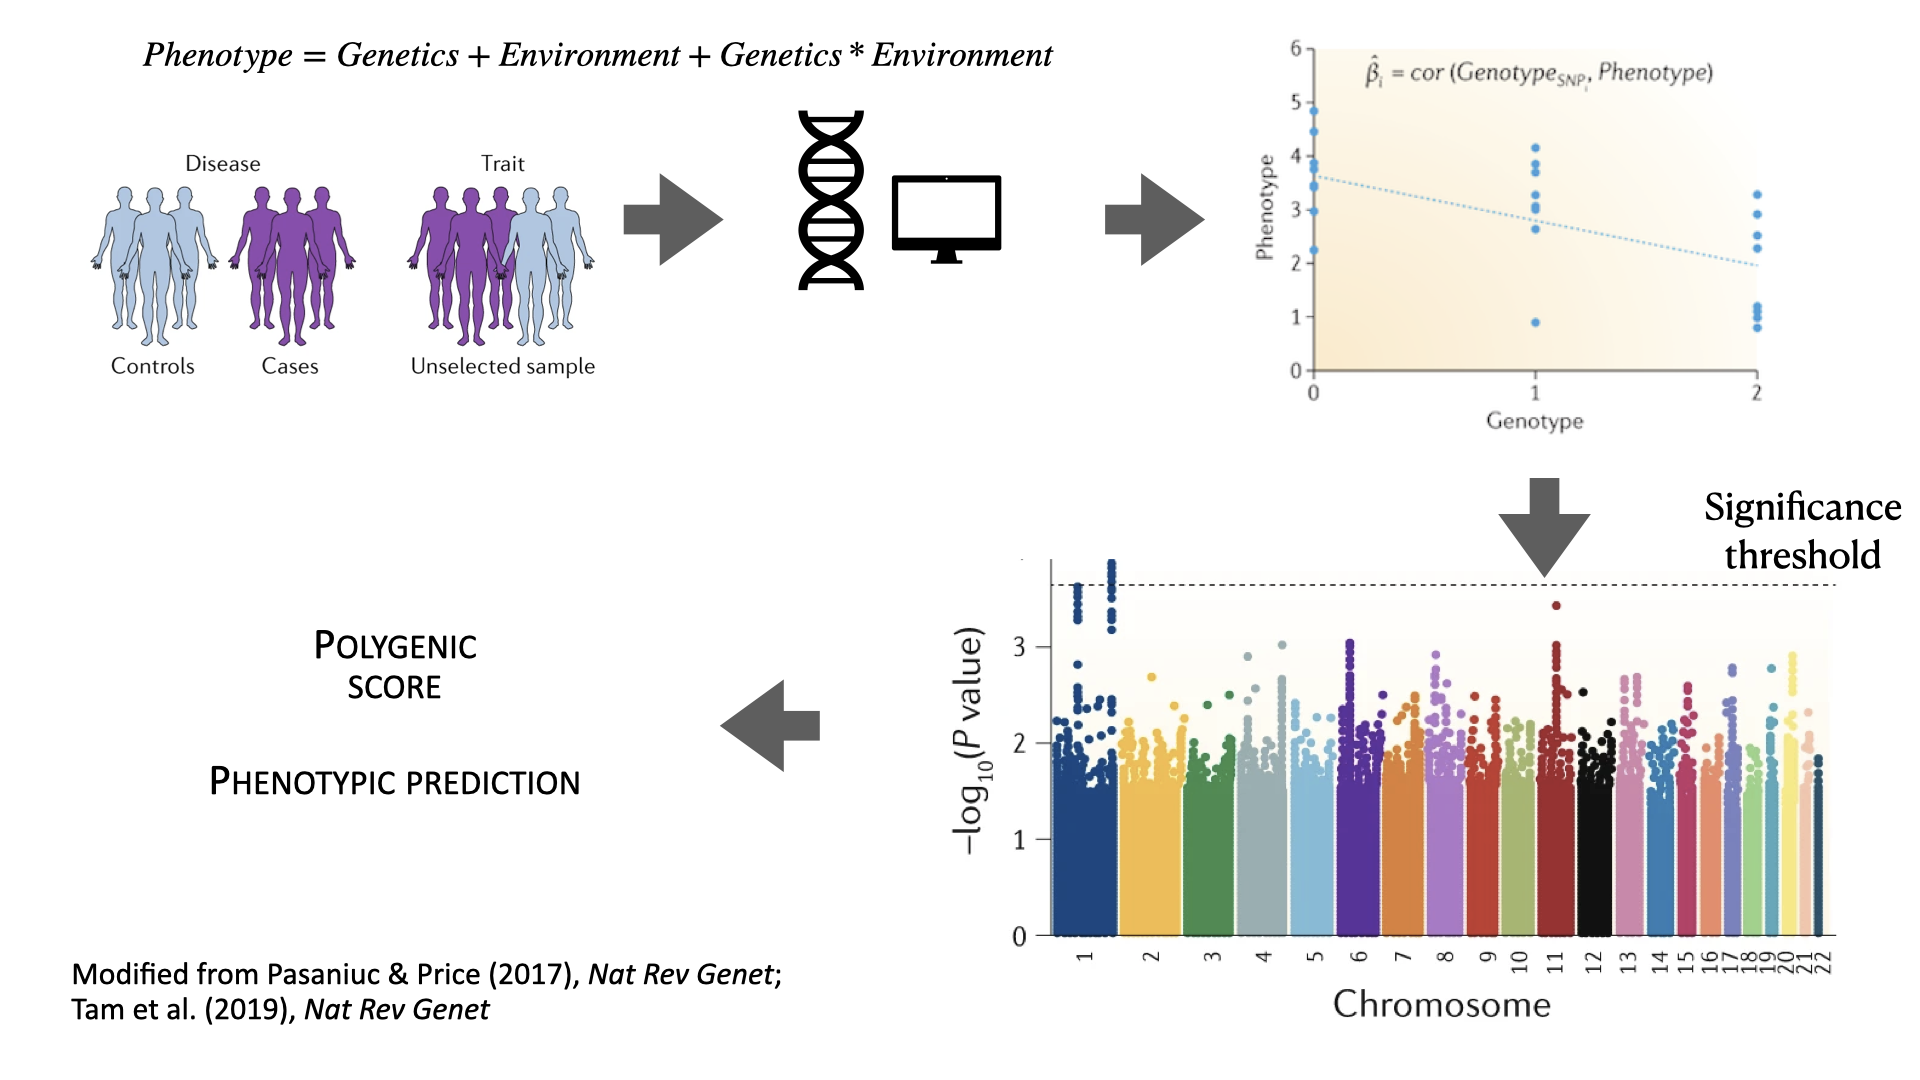 Phenotype = Genetics + Environment + Genetics * Environment
Disease
Trait
Controls
Cases
Unselected sample
β̂i = cor (GenotypeSNPi, Phenotype)
6
5
4
3
2
1
0
Phenotype
0 1 2
Genotype
Significance
threshold
3
2
1
0
−log10(P value)
1 2 3 4 5 6 7 8 9 10 11 12 13 14 15 16 17 18 19 20 21 22
Chromosome
POLYGENIC
SCORE
PHENOTYPIC PREDICTION
Modified from Pasaniuc & Price (2017), Nat Rev Genet;
Tam et al. (2019), Nat Rev Genet